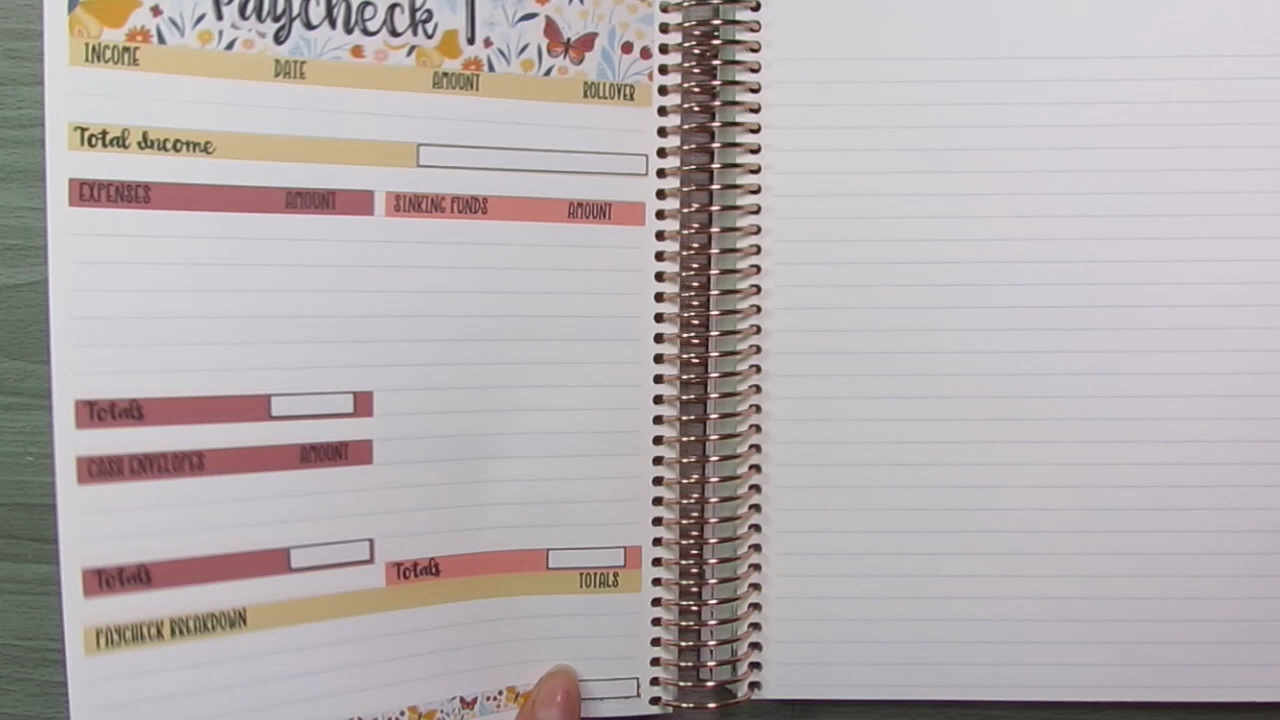 Paycheck 1
INCOME DATE AMOUNT ROLLOVER
Total Income
EXPENSES AMOUNT SINKING FUNDS AMOUNT
Totals
CASH ENVELOPES AMOUNT
Totals Totals
PAYCHECK BREAKDOWN TOTALS